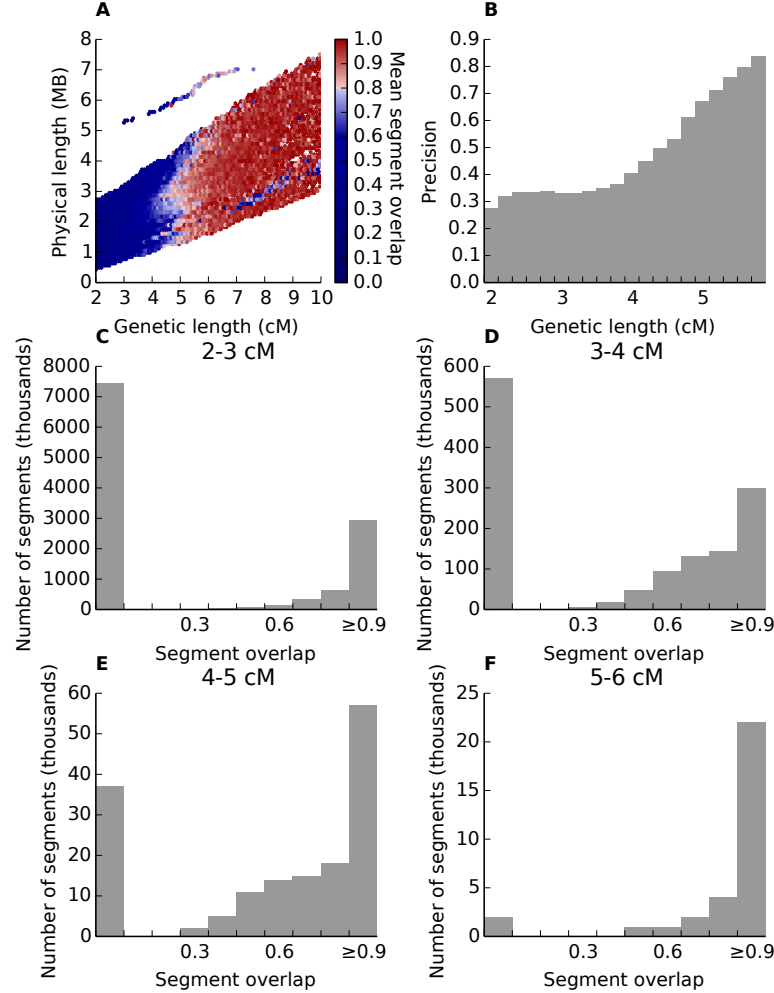 A
Physical length (MB)
8
7
6
5
4
3
2
1
0
2 3 4 5 6 7 8 9 10
Genetic length (cM)
1.0
0.9
0.8
0.7
0.6
0.5
0.4
0.3
0.2
0.1
0.0
Mean segment overlap
B
Precision
0.9
0.8
0.7
0.6
0.5
0.4
0.3
0.2
0.1
0.0
2 3 4 5
Genetic length (cM)
C
2-3 cM
Number of segments (thousands)
8000
7000
6000
5000
4000
3000
2000
1000
0
0.3 0.6 ≥0.9
Segment overlap
D
3-4 cM
Number of segments (thousands)
600
500
400
300
200
100
0
0.3 0.6 ≥0.9
Segment overlap
E
4-5 cM
Number of segments (thousands)
60
50
40
30
20
10
0
0.3 0.6 ≥0.9
Segment overlap
F
5-6 cM
Number of segments (thousands)
25
20
15
10
5
0
0.3 0.6 ≥0.9
Segment overlap